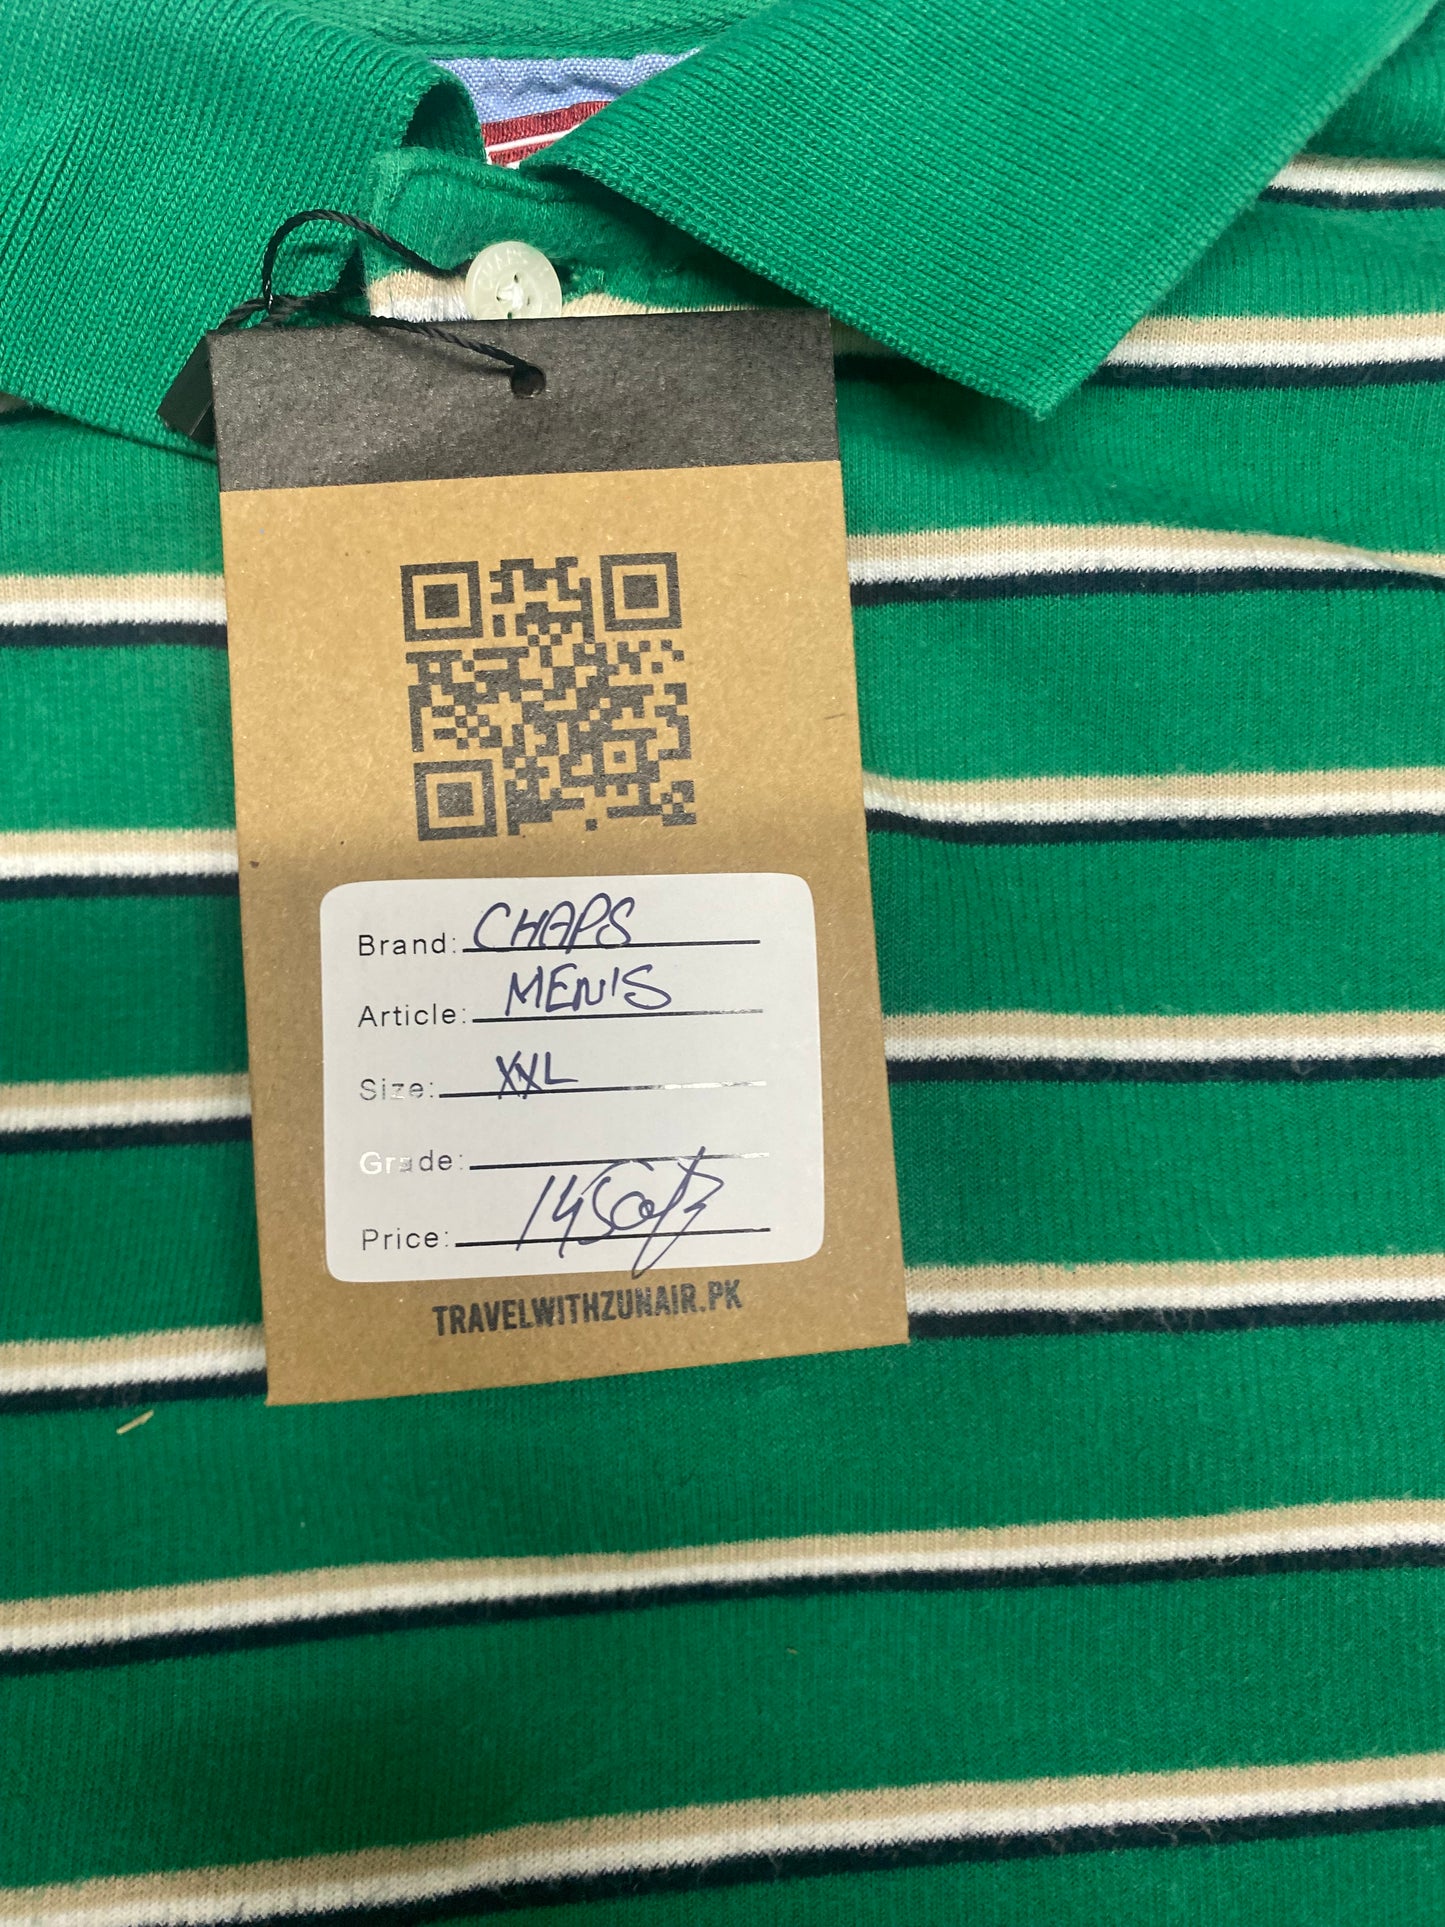 Brand: CHAPS
Article: MEN'S
Size: XXL
Grade:
Price: 1450/-
TRAVELWITHZUNAIR.PK